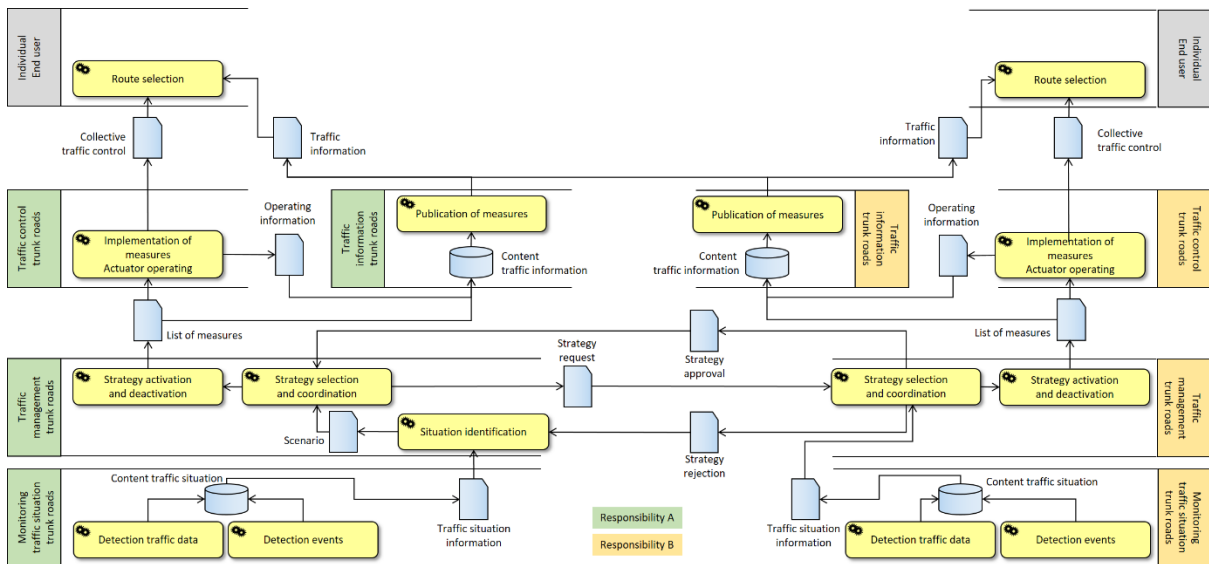 Individual
End user
Route selection
Collective
traffic control
Traffic
information
Traffic
information
Collective
traffic control
Route selection
Individual
End user
Traffic control
trunk roads
Implementation of
measures
Actuator operating
Operating
information
Traffic
information
trunk roads
Publication of measures
Content
traffic information
Publication of measures
Content
traffic information
Traffic
information
trunk roads
Operating
information
Implementation of
measures
Actuator operating
Traffic control
trunk roads
List of measures
List of measures
Traffic
management
trunk roads
Strategy activation
and deactivation
Strategy selection
and coordination
Strategy
request
Strategy
approval
Strategy selection
and coordination
Strategy activation
and deactivation
Traffic
management
trunk roads
Scenario
Situation identification
Strategy
rejection
Monitoring
traffic situation
trunk roads
Content traffic situation
Detection traffic data
Detection events
Traffic situation
information
Responsibility A
Responsibility B
Traffic situation
information
Content traffic situation
Detection traffic data
Detection events
Monitoring
traffic situation
trunk roads